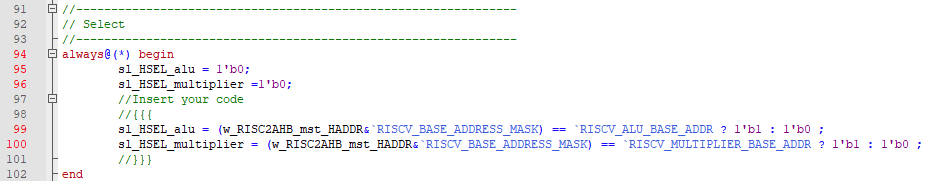 91 //---------------------------------------------------------------
92 // Select
93 //---------------------------------------------------------------
94 always@(*) begin
95 sl_HSEL_alu = 1'b0;
96 sl_HSEL_multiplier =1'b0;
97 //Insert your code
98 //{{{
99 sl_HSEL_alu = (w_RISC2AHB_mst_HADDR&`RISCV_BASE_ADDRESS_MASK) == `RISCV_ALU_BASE_ADDR ? 1'b1 : 1'b0 ;
100 sl_HSEL_multiplier = (w_RISC2AHB_mst_HADDR&`RISCV_BASE_ADDRESS_MASK) == `RISCV_MULTIPLIER_BASE_ADDR ? 1'b1 : 1'b0 ;
101 //}}}
102 end